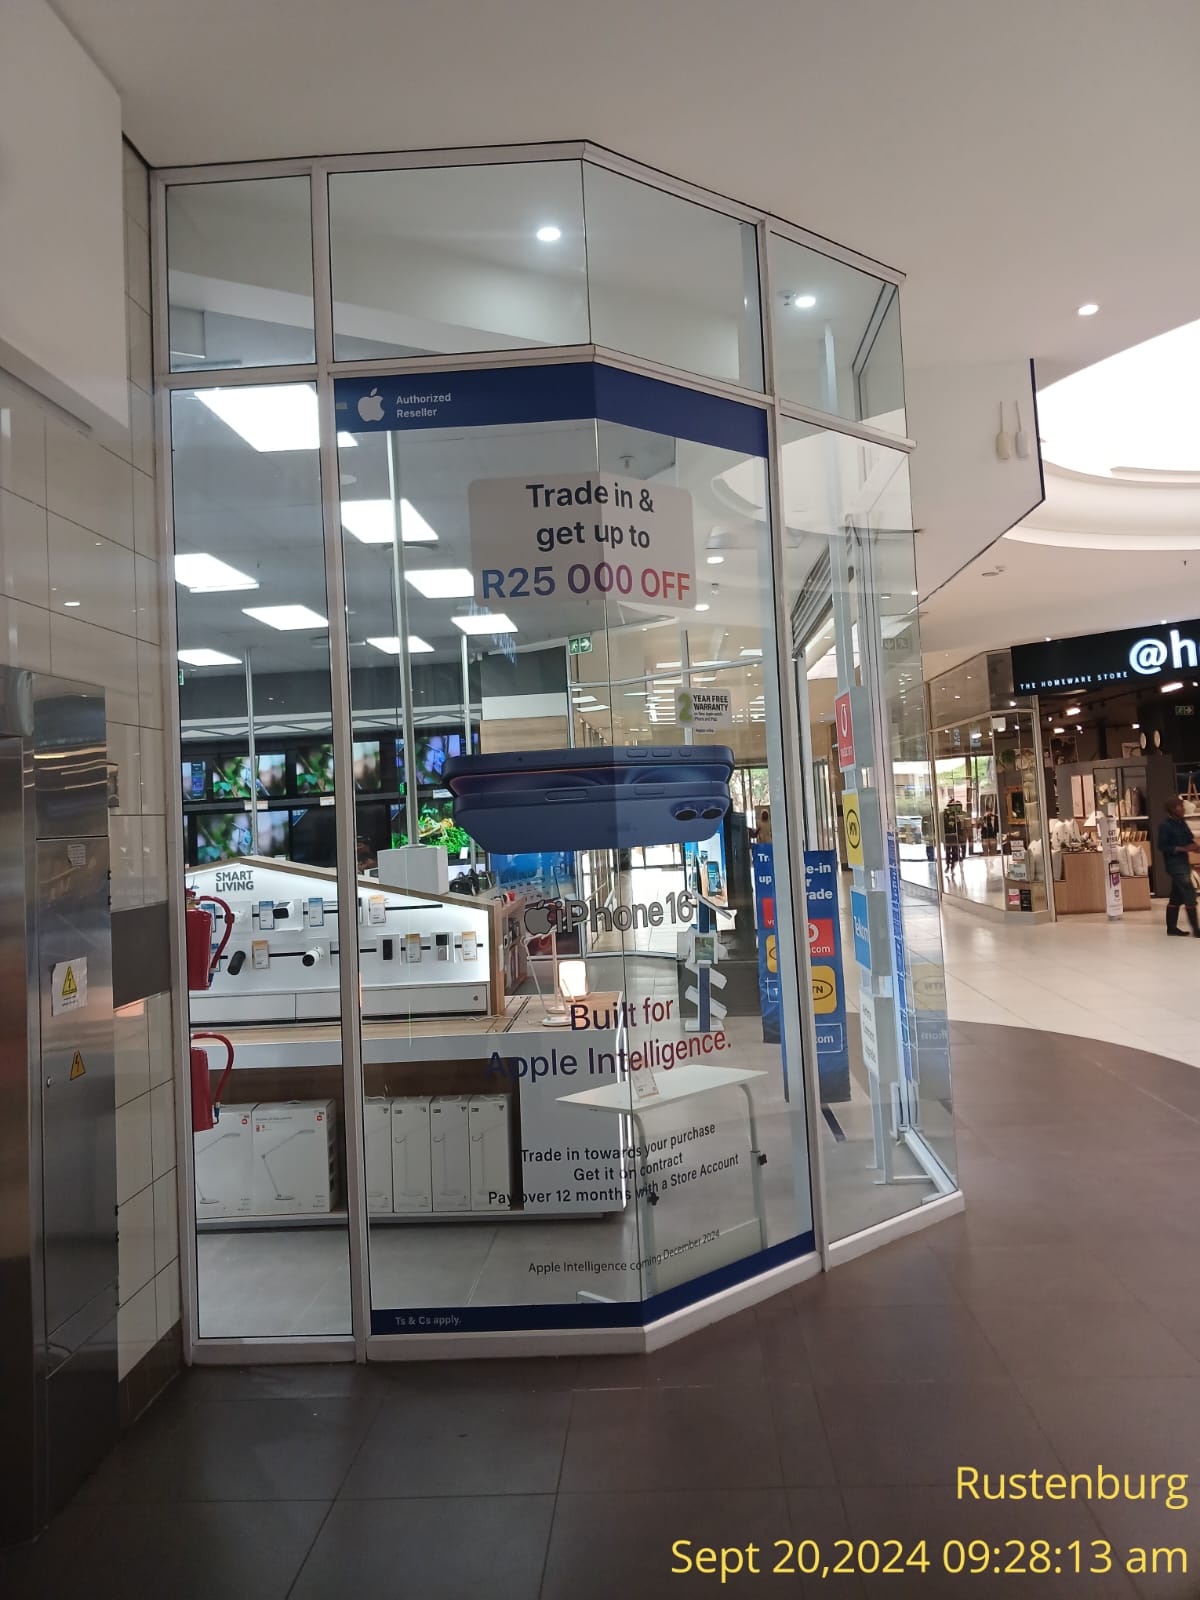 Authorized
Reseller
Trade in &
get up to
R25 000 OFF
2 YEAR FREE
WARRANTY
@h
THE HOMEWARE STORE
SMART
LIVING
iPhone 16
Built for
Apple Intelligence.
Trade in towards your purchase
Get it on contract
Pay over 12 months with a Store Account
Apple Intelligence coming December 2024
Ts & Cs apply.
Rustenburg
Sept 20,2024 09:28:13 am